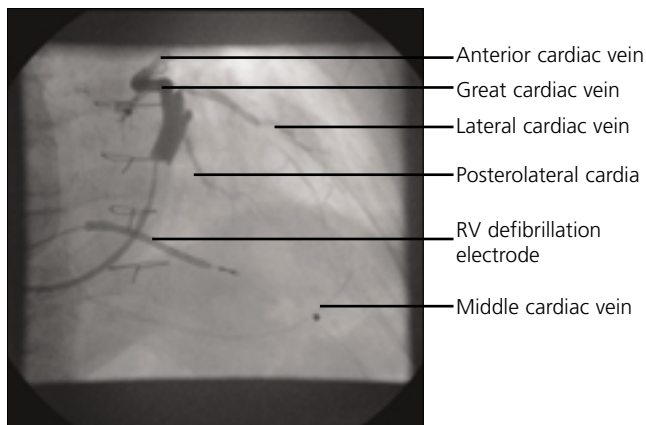 Anterior cardiac vein
Great cardiac vein
Lateral cardiac vein
Posterolateral cardia
RV defibrillation
electrode
Middle cardiac vein